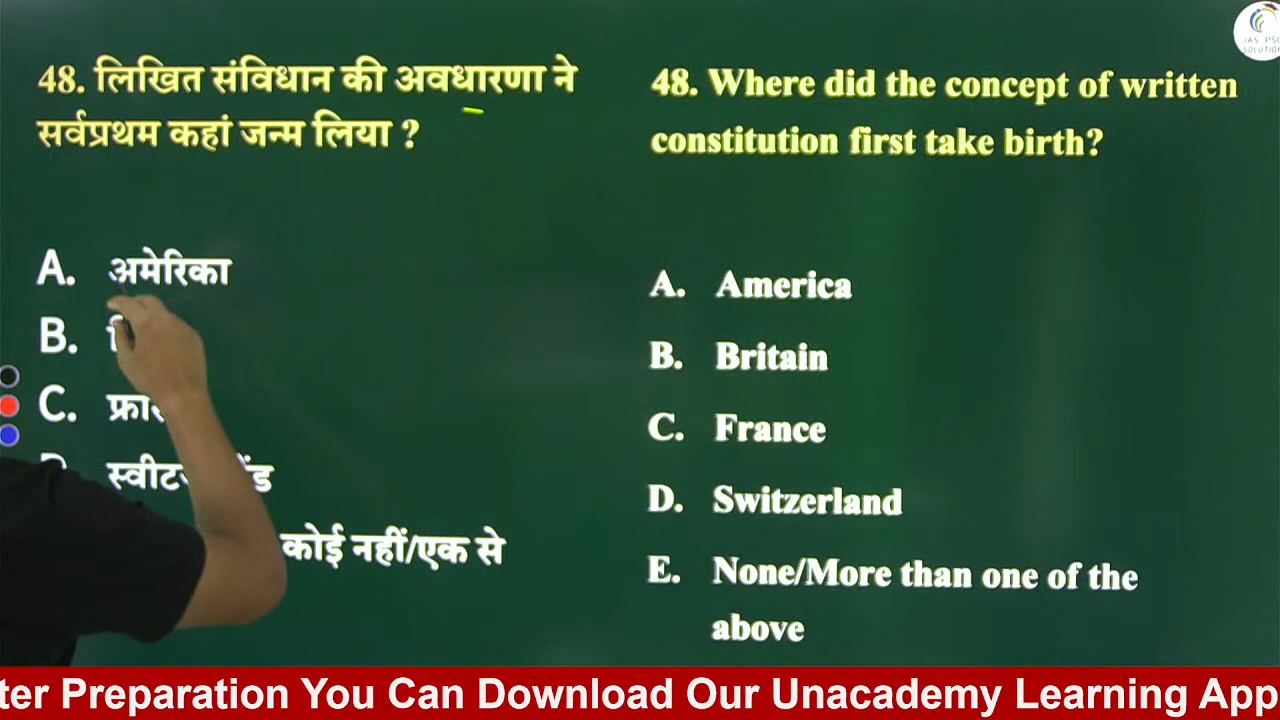 48. लिखित संविधान की अवधारणा ने
सर्वप्रथम कहां जन्म लिया ?
A. अमेरिका
B.
C.
D.
कोई नहीं/एक से
48. Where did the concept of written
constitution first take birth?
A. America
B. Britain
C. France
D. Switzerland
E. None/More than one of the
above
Preparation You Can Download Our Unacademy Learning App